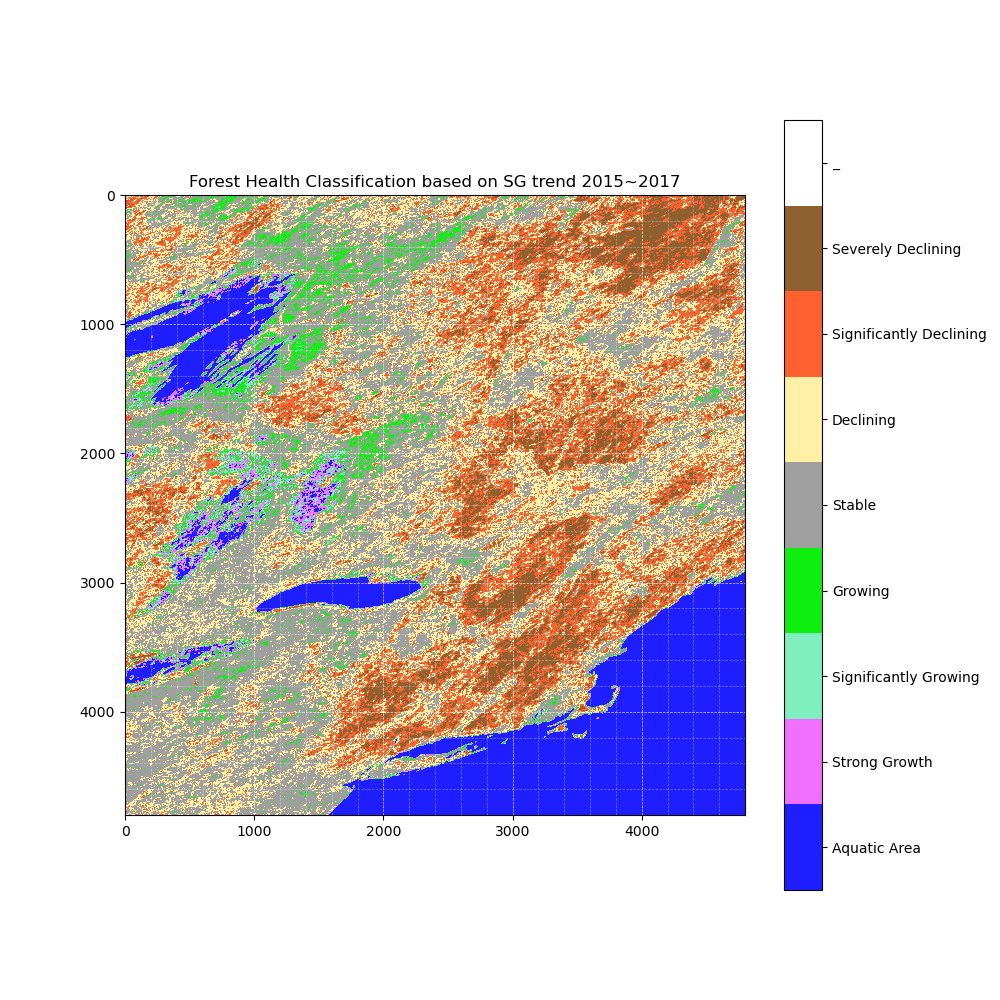 Forest Health Classification based on SG trend 2015~2017
0
1000
2000
3000
4000
0
1000
2000
3000
4000
_
Severely Declining
Significantly Declining
Declining
Stable
Growing
Significantly Growing
Strong Growth
Aquatic Area